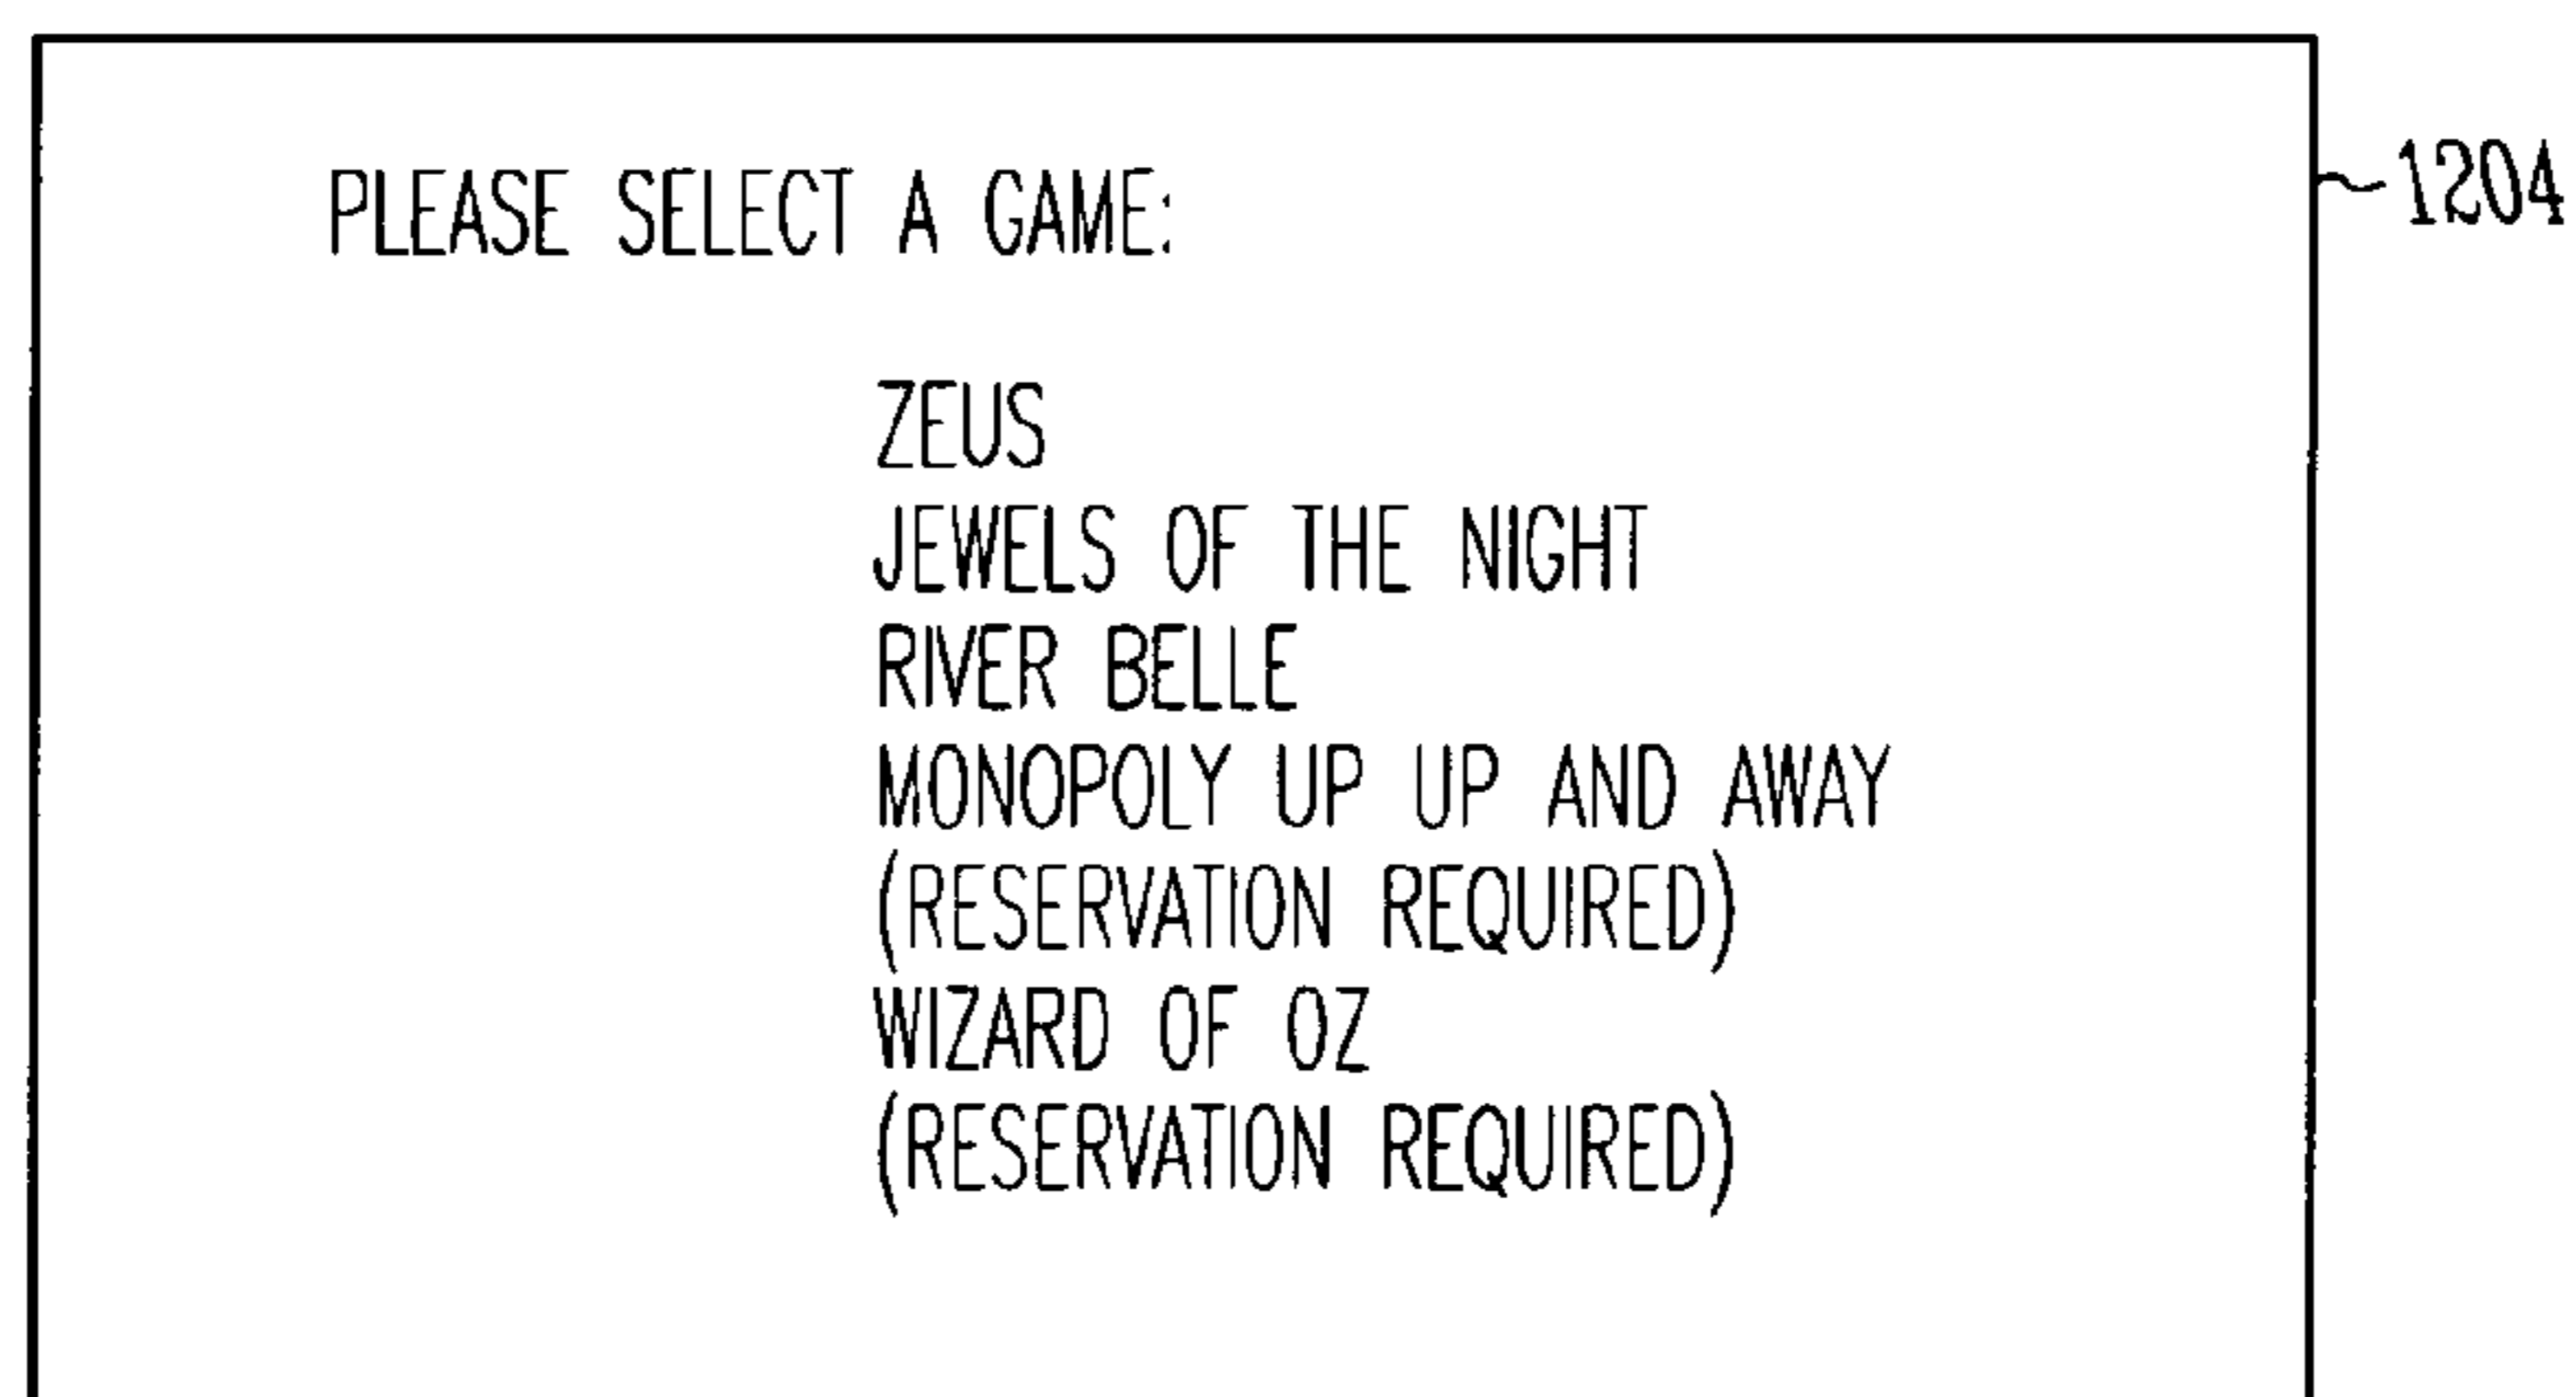 PLEASE SELECT A GAME:
1204
ZEUS
JEWELS OF THE NIGHT
RIVER BELLE
MONOPOLY UP UP AND AWAY
(RESERVATION REQUIRED)
WIZARD OF OZ
(RESERVATION REQUIRED)